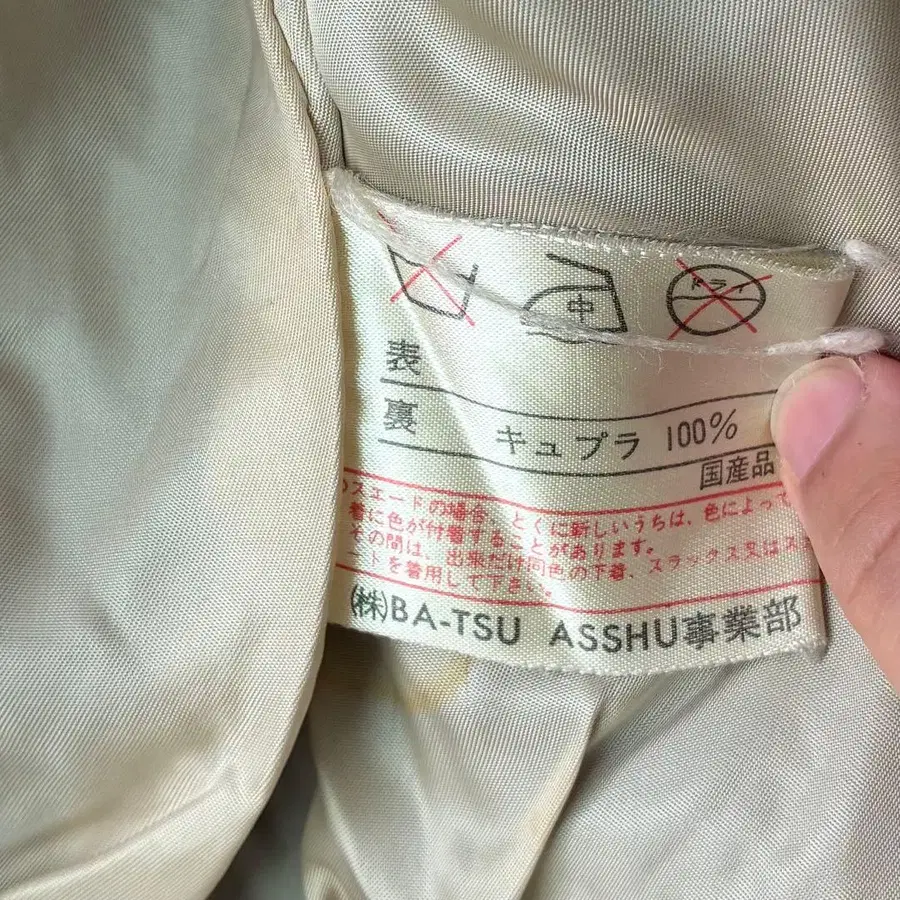 中 ドライ
表
裏 キュプラ 100%
国産品
スエードの場合、とくに新しいうちは、色によって
着に色が付着することがあります。
その間は、出来だけ同色の下着、スラックス又はス
ートを着用して下さい。
㈱BA-TSU ASSHU事業部